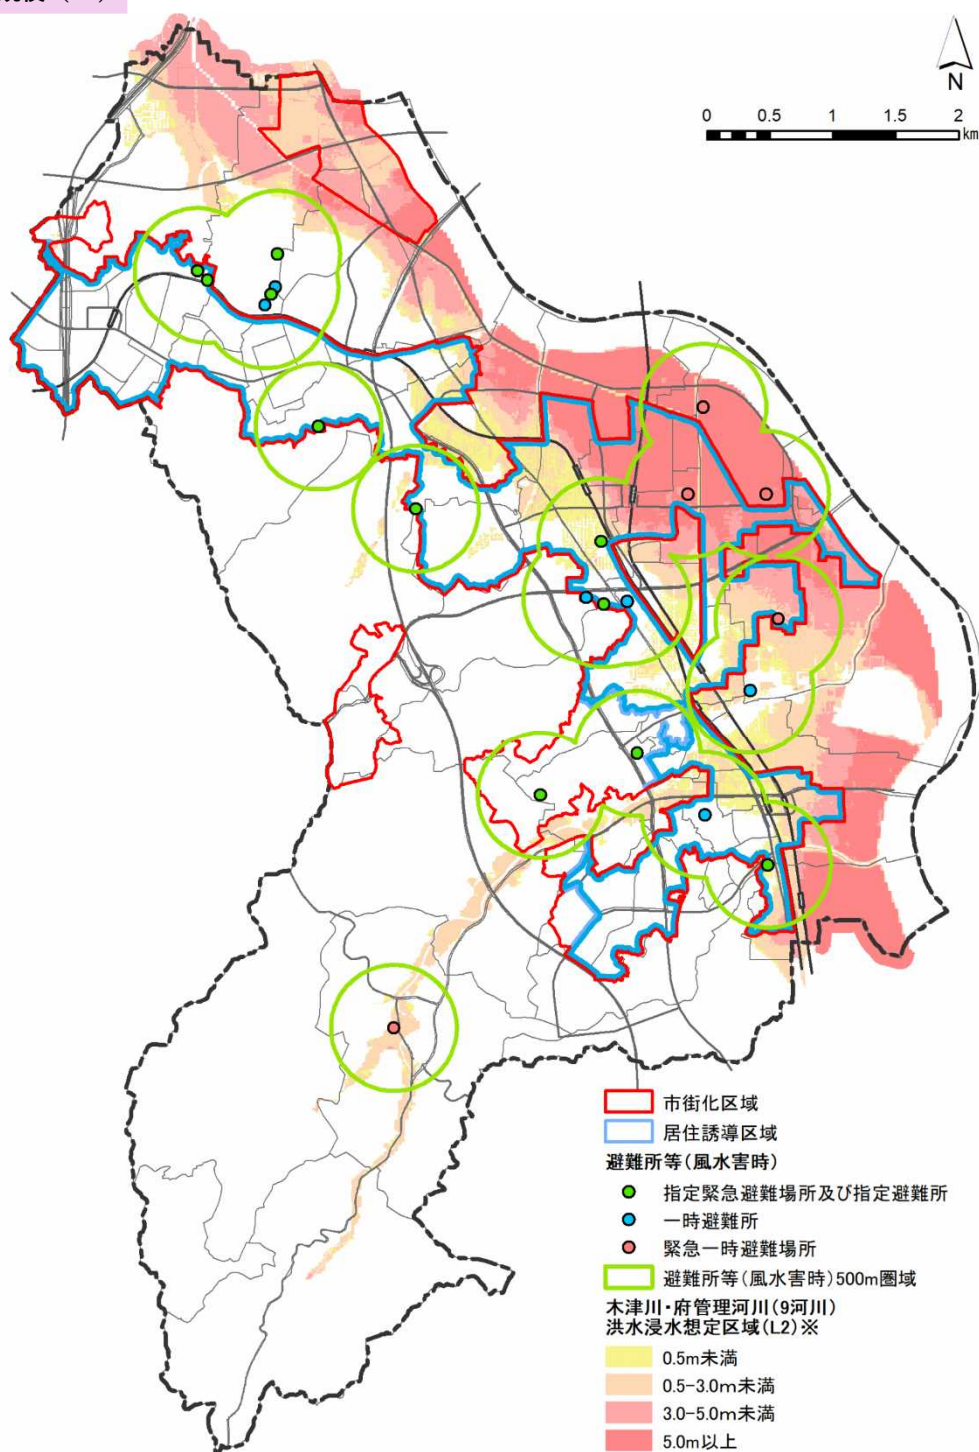 N
0 0.5 1 1.5 2
km
市街化区域
居住誘導区域
避難所等(風水害時)
指定緊急避難場所及び指定避難所
一時避難所
緊急一時避難場所
避難所等(風水害時)500m圏域
木津川・府管理河川(9河川)
洪水浸水想定区域(L2)※
0.5m未満
0.5-3.0m未満
3.0-5.0m未満
5.0m以上